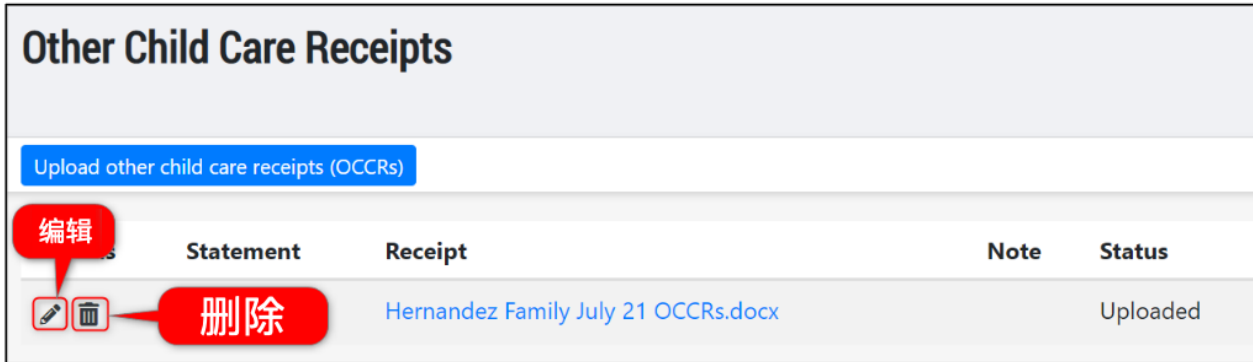 Other Child Care Receipts
Upload other child care receipts (OCCRs)
编辑
Statement Receipt Note Status
删除 Hernandez Family July 21 OCCRs.docx Uploaded